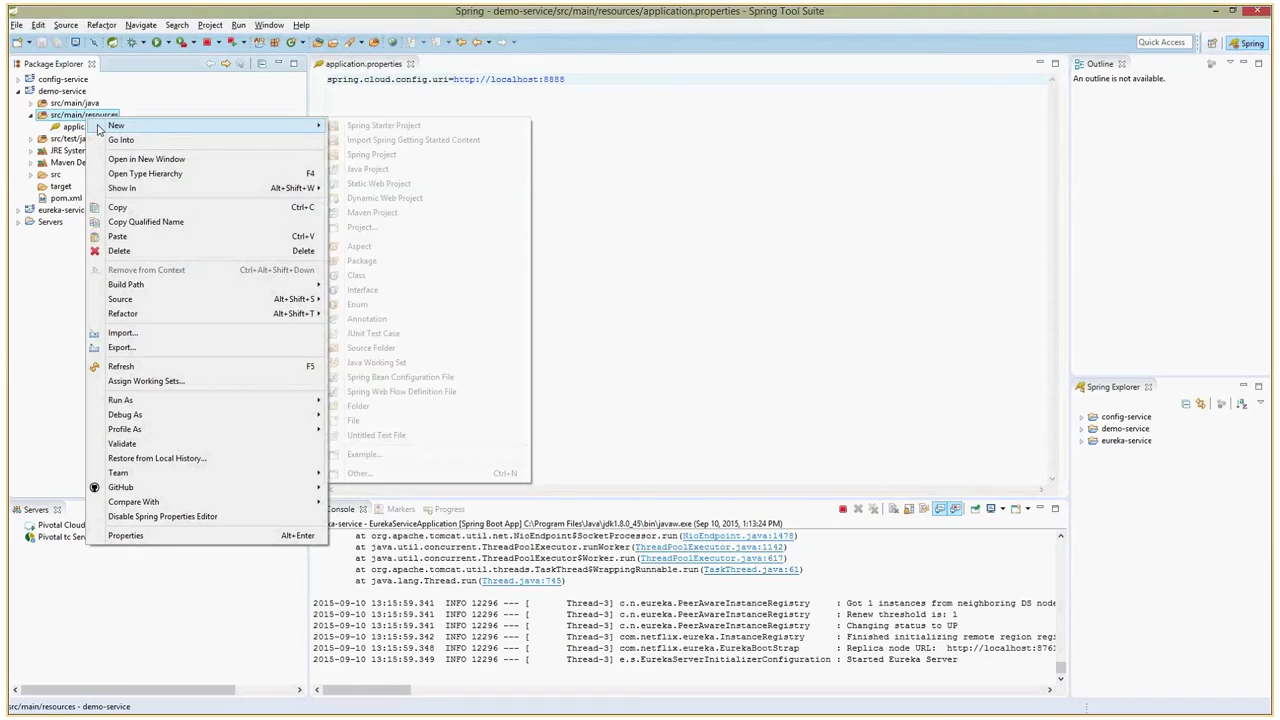 Spring - demo-service/src/main/resources/application.properties - Spring Tool Suite
File Edit Source Refactor Navigate Search Project Run Window Help
Quick Access
Spring
Package Explorer
config-service
demo-service
src/main/java
src/main/resources
src
target
pom.xml
Servers
New
Go Into
Open in New Window
Open Type Hierarchy F4
Show In Alt+Shift+W
Copy Ctrl+C
Copy Qualified Name
Paste Ctrl+V
Delete Delete
Remove from Context Ctrl+Alt+Shift+Down
Build Path
Source Alt+Shift+S
Refactor Alt+Shift+T
Import...
Export...
Refresh F5
Assign Working Sets...
Run As
Debug As
Profile As
Validate
Restore from Local History...
Team
GitHub
Compare With
Disable Spring Properties Editor
Properties Alt+Enter
Spring Starter Project
Import Spring Getting Started Content
Spring Project
Java Project
Static Web Project
Dynamic Web Project
Maven Project
Project...
Aspect
Package
Class
Interface
Enum
Annotation
JUnit Test Case
Source Folder
Java Working Set
Spring Bean Configuration File
Spring Web Flow Definition File
Folder
File
Untitled Text File
Example...
Other... Ctrl+N
application.properties
spring.cloud.config.uri=http://localhost:8888
Outline
An outline is not available.
Spring Explorer
config-service
demo-service
eureka-service
Servers
Pivotal Cloud
Pivotal tc Serv
Console Markers Progress
ka-service - EurekaServiceApplication [Spring Boot App] C:\Program Files\Java\jdk1.8.0_45\bin\javaw.exe (Sep 10, 2015, 1:13:24 PM)
at org.apache.tomcat.util.net.NioEndpoint$SocketProcessor.run(NioEndpoint.java:1478)
at java.util.concurrent.ThreadPoolExecutor.runWorker(ThreadPoolExecutor.java:1142)
at java.util.concurrent.ThreadPoolExecutor$Worker.run(ThreadPoolExecutor.java:617)
at org.apache.tomcat.util.threads.TaskThread$WrappingRunnable.run(TaskThread.java:61)
at java.lang.Thread.run(Thread.java:745)
2015-09-10 13:15:59.341 INFO 12296 --- [ Thread-3] c.n.eureka.PeerAwareInstanceRegistry : Got 1 instances from neighboring DS node
2015-09-10 13:15:59.341 INFO 12296 --- [ Thread-3] c.n.eureka.PeerAwareInstanceRegistry : Renew threshold is: 1
2015-09-10 13:15:59.341 INFO 12296 --- [ Thread-3] c.n.eureka.PeerAwareInstanceRegistry : Changing status to UP
2015-09-10 13:15:59.342 INFO 12296 --- [ Thread-3] com.netflix.eureka.InstanceRegistry : Finished initializing remote region regi
2015-09-10 13:15:59.348 INFO 12296 --- [ Thread-3] com.netflix.eureka.EurekaBootStrap : Replica node URL: http://localhost:8761
2015-09-10 13:15:59.349 INFO 12296 --- [ Thread-3] e.s.EurekaServerInitializerConfiguration : Started Eureka Server
src/main/resources - demo-service